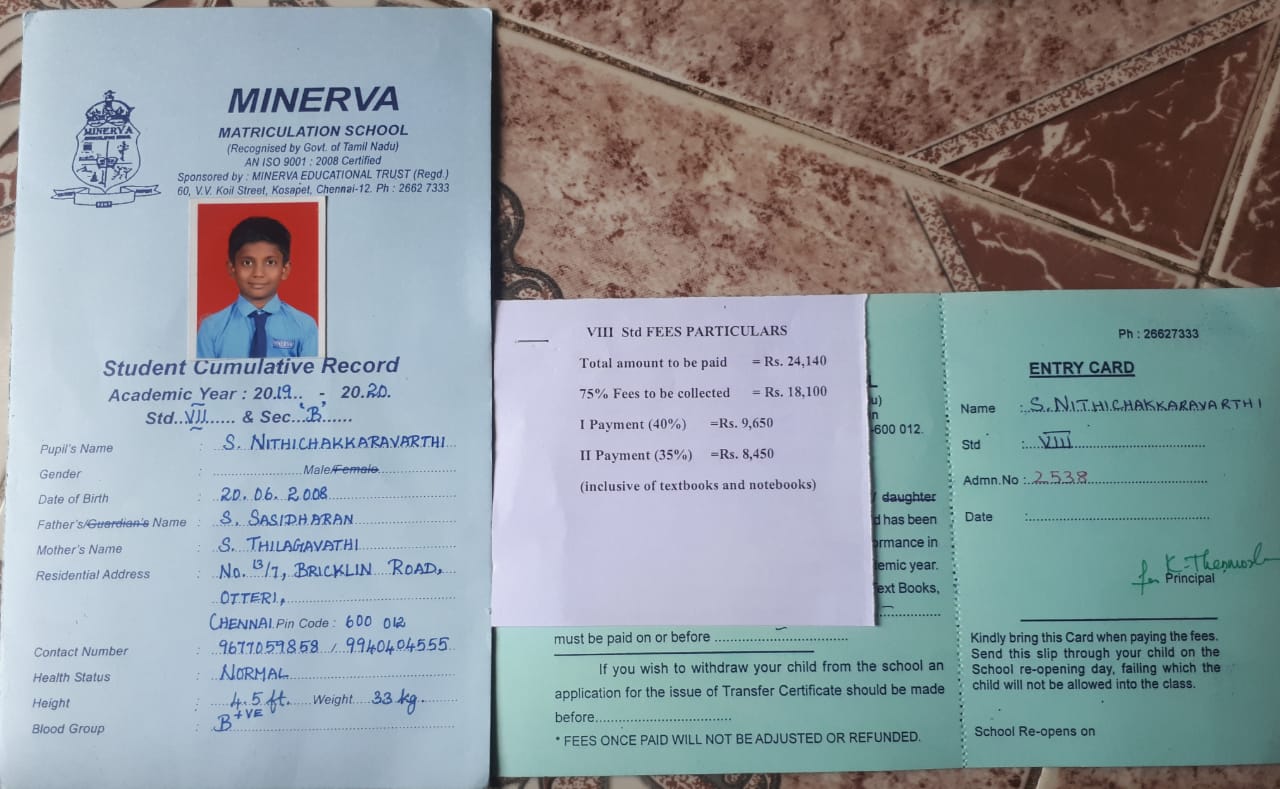 MINERVA
MINERVA
MATRICULATION SCHOOL
(Recognised by Govt. of Tamil Nadu)
AN ISO 9001 : 2008 Certified
Sponsored by : MINERVA EDUCATIONAL TRUST (Regd.)
60, V.V. Koil Street, Kosapet, Chennai-12. Ph : 2662 7333
MINERVA
Student Cumulative Record
Academic Year : 2019 - 2020
Std VII & Sec 'B'
Pupil's Name : S. NITHICHAKKARAVARTHI
Gender : Male/Female
Date of Birth : 20.06.2008
Father's/Guardian's Name : S. SASIDHARAN
Mother's Name : S. THILAGAVATHI
Residential Address : No. 13/7, BRICKLIN ROAD,
OTTERI,
CHENNAI Pin Code : 600 012
Contact Number : 9677059858 / 9940404555
Health Status : NORMAL
Height : 4.5 ft. Weight 33 kg.
Blood Group : B+VE
VIII Std FEES PARTICULARS
Total amount to be paid = Rs. 24,140
75% Fees to be collected = Rs. 18,100
I Payment (40%) =Rs. 9,650
II Payment (35%) =Rs. 8,450
(inclusive of textbooks and notebooks)
L
u)
n
-600 012.
/ daughter
d has been
rmance in
emic year.
ext Books,
must be paid on or before
If you wish to withdraw your child from the school an
application for the issue of Transfer Certificate should be made
before
* FEES ONCE PAID WILL NOT BE ADJUSTED OR REFUNDED.
Ph : 26627333
ENTRY CARD
Name : S. NITHICHAKKARAVARTHI
Std : VIII
Admn.No : 2538
Date :
for K. 
Principal
Kindly bring this Card when paying the fees.
Send this slip through your child on the
School re-opening day, failing which the
child will not be allowed into the class.
School Re-opens on